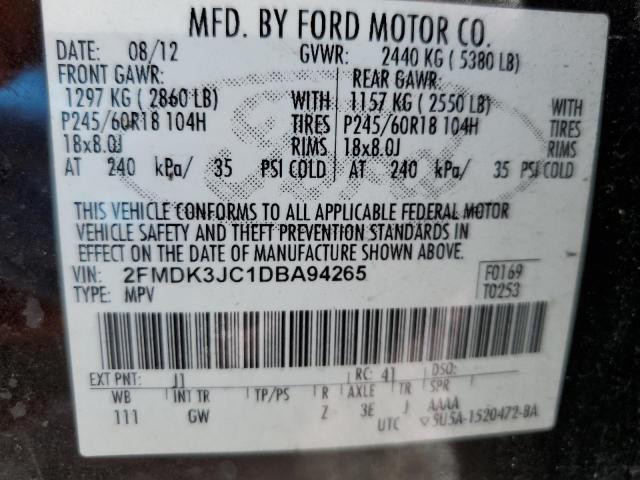 MFD. BY FORD MOTOR CO.
DATE: 08/12 GVWR: 2440 KG ( 5380 LB)
FRONT GAWR: REAR GAWR:
1297 KG ( 2860 LB) WITH 1157 KG ( 2550 LB) WITH
P245/60R18 104H TIRES P245/60R18 104H TIRES
18x8.0J RIMS 18x8.0J RIMS
AT 240 kPa/ 35 PSI COLD AT 240 kPa/ 35 PSI COLD
Ford
THIS VEHICLE CONFORMS TO ALL APPLICABLE FEDERAL MOTOR
VEHICLE SAFETY AND THEFT PREVENTION STANDARDS IN
EFFECT ON THE DATE OF MANUFACTURE SHOWN ABOVE.
VIN: 2FMDK3JC1DBA94265 F0169
TYPE: MPV T0253
EXT PNT: J1 RC: 41 DSO:
WB INT TR TP/PS R AXLE TR SPR
111 GW Z 3E J AAAA
UTC ▽5U5A-1520472-BA